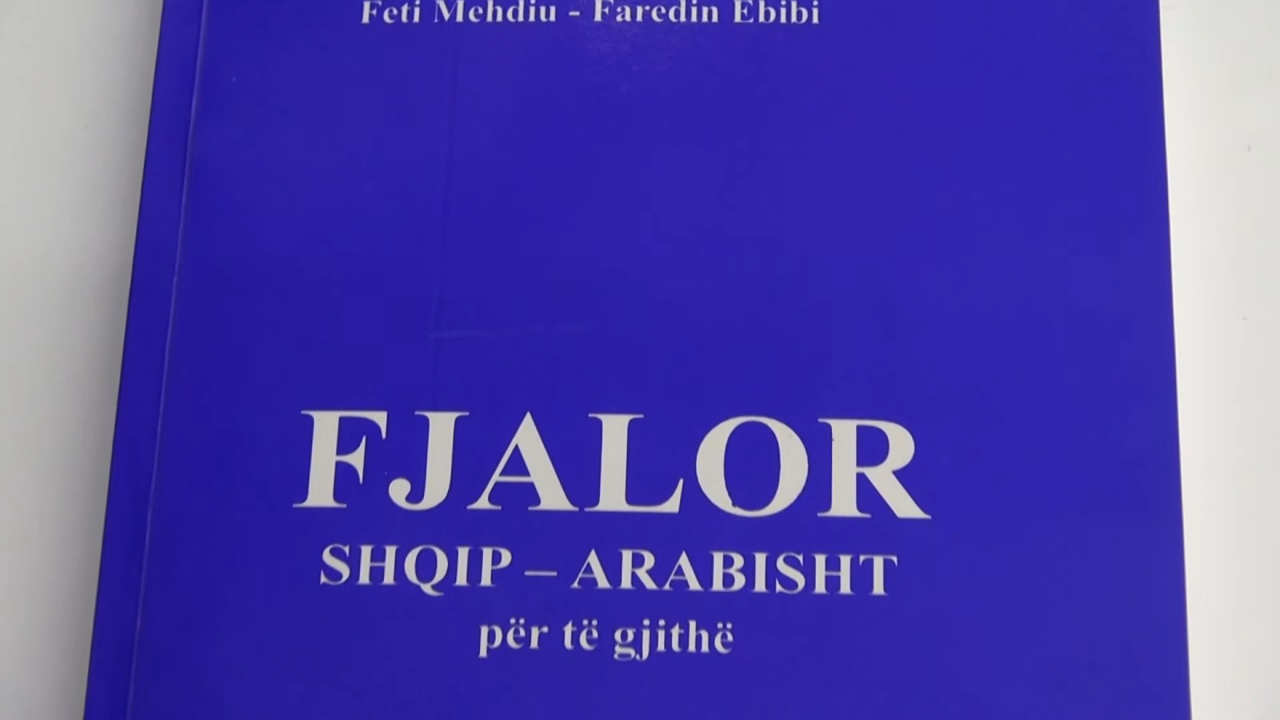 Feti Mehdiu - Faredin Ebibi
FJALOR
SHQIP – ARABISHT
për të gjithë